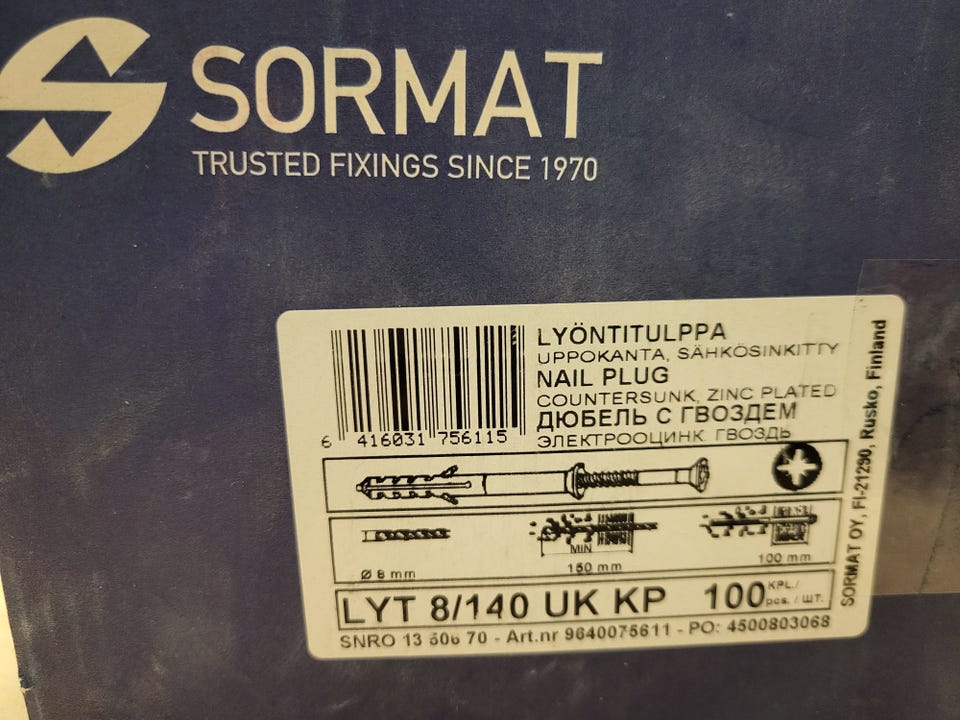 SORMAT
TRUSTED FIXINGS SINCE 1970
LYÖNTITULPPA
UPPOKANTA, SÄHKÖSINKITTY
NAIL PLUG
COUNTERSUNK, ZINC PLATED
ДЮБЕЛЬ С ГВОЗДЕМ
ЭЛЕКТРООЦИНК. ГВОЗДЬ
6 416031 756115
MIN
Ø 8 mm
150 mm
100 mm
LYT 8/140 UK KP 100 KPL./ pcs. / ШТ.
SNRO 13 606 70 - Art.nr 9640075611 - PO: 4500803068
SORMAT OY, FI-21290, Rusko, Finland